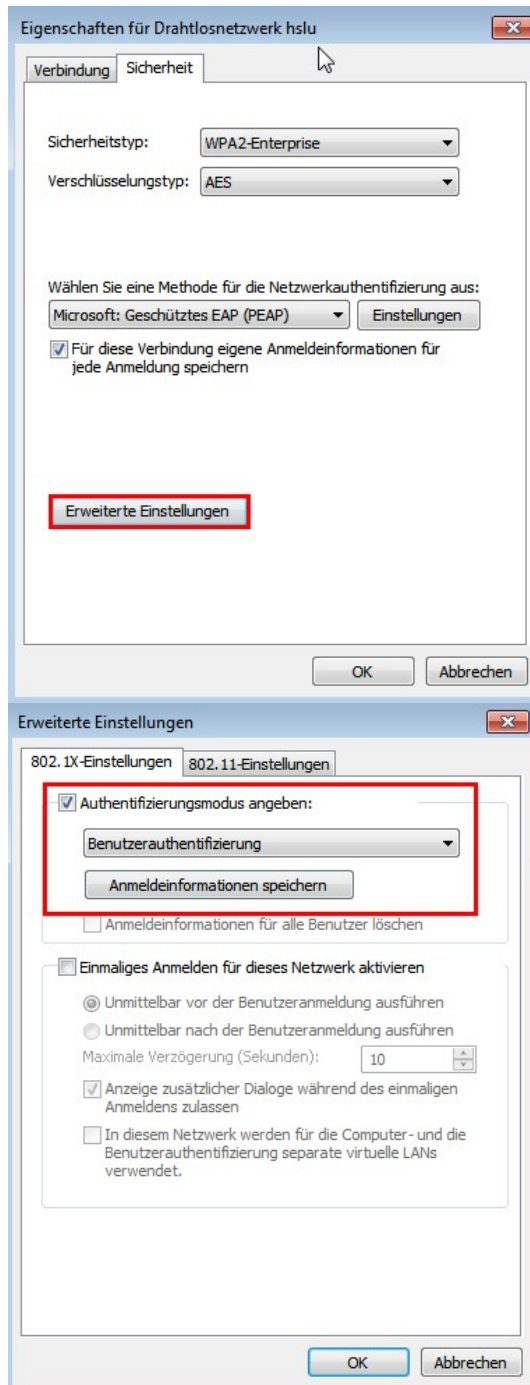 Eigenschaften für Drahtlosnetzwerk hslu
Verbindung Sicherheit
Sicherheitstyp: WPA2-Enterprise
Verschlüsselungstyp: AES
Wählen Sie eine Methode für die Netzwerkauthentifizierung aus:
Microsoft: Geschütztes EAP (PEAP) Einstellungen
Für diese Verbindung eigene Anmeldeinformationen für
jede Anmeldung speichern
Erweiterte Einstellungen
OK Abbrechen
Erweiterte Einstellungen
802.1X-Einstellungen 802.11-Einstellungen
Authentifizierungsmodus angeben:
Benutzerauthentifizierung
Anmeldeinformationen speichern
Anmeldeinformationen für alle Benutzer löschen
Einmaliges Anmelden für dieses Netzwerk aktivieren
Unmittelbar vor der Benutzeranmeldung ausführen
Unmittelbar nach der Benutzeranmeldung ausführen
Maximale Verzögerung (Sekunden): 10
Anzeige zusätzlicher Dialoge während des einmaligen
Anmeldens zulassen
In diesem Netzwerk werden für die Computer- und die
Benutzerauthentifizierung separate virtuelle LANs
verwendet.
OK Abbrechen